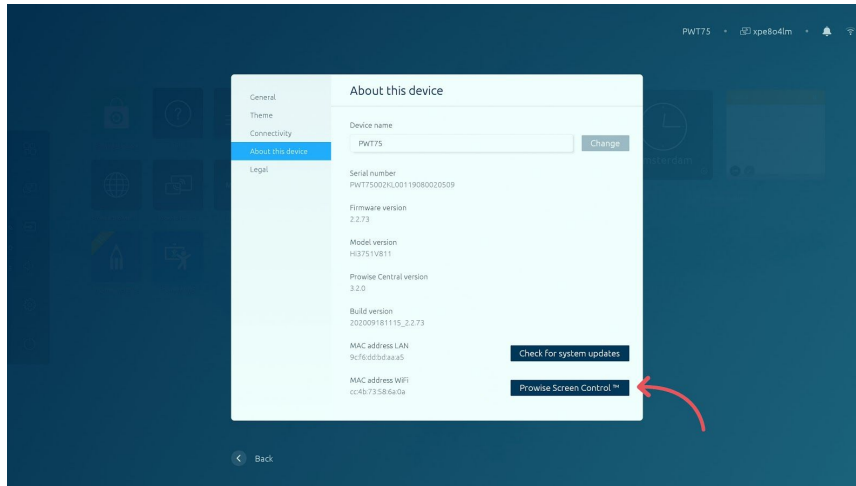 PWT75 • xpe8o4lm •
General
Theme
Connectivity
About this device
Legal
About this device
Device name
PWT75
Change
Serial number
PWT75002KL00119080020509
Firmware version
2.2.73
Model version
Hi3751V811
Prowise Central version
3.2.0
Build version
202009181115_2.2.73
MAC address LAN
9c:f6:dd:bd:aa:a5
Check for system updates
MAC address WiFi
cc:4b:73:58:6a:0a
Prowise Screen Control ™
Back